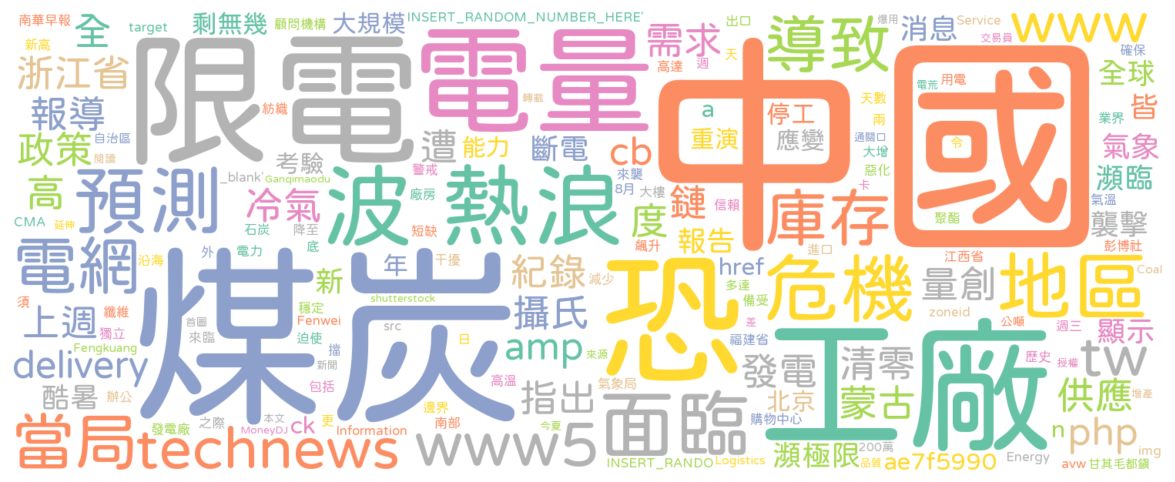 南華早報
target
全
剩無幾
顧問機構
大規模
INSERT_RANDOM_NUMBER_HERE'
需求
導致
出口
爆用
消息
Service
www
交易員
新高
浙江省
限電
電量
高達
週
天
中國
確保
全球
報導
自治區
紡織
轉載
a
停工
電荒
用電
天數
雨
業界
皆
政策
閱讀
考驗
遭
能力
斷電
cb
重演
應變
通關口
令
大增
氣象
高
預測
_blank'
Ganqimaodu
冷氣
警戒
廠房
波
熱浪
來襲
8月
大樓
鏈
信賴
卡
惡化
瀕臨
氣溫
CMA
延伸
石炭
降至
短缺
度
飆升
報告
庫存
聚酯
襲擊
彭博社
電網
沿海
外
電力
底
年
干擾
紀錄
減少
恐
href
進口
多達
危機
江西省
量創
地區
Coal
新
煤炭
須
纖維
上週
獨立
穩定
Fenwei
shutterstock
攝氏
備受
zoneid
公噸
週三
顯示
迫使
首圖
來臨
src
日
amp
來源
福建省
差
發電
清零
歷史
授權
tw
delivery
Fengkuang
擋
新聞
高溫
氣象局
工廠
酷暑
辦公
包括
邊界
指出
面臨
北京
蒙古
供應
增產
發電廠
之際
本文
MoneyDJ
ck
更
Information
南部
今夏
購物中心
n
php
img
當局
technews
www5
INSERT_RANDO
Logistics
瀕極限
品質
200萬
ae7f5990
Energy
avw
甘其毛都鎮